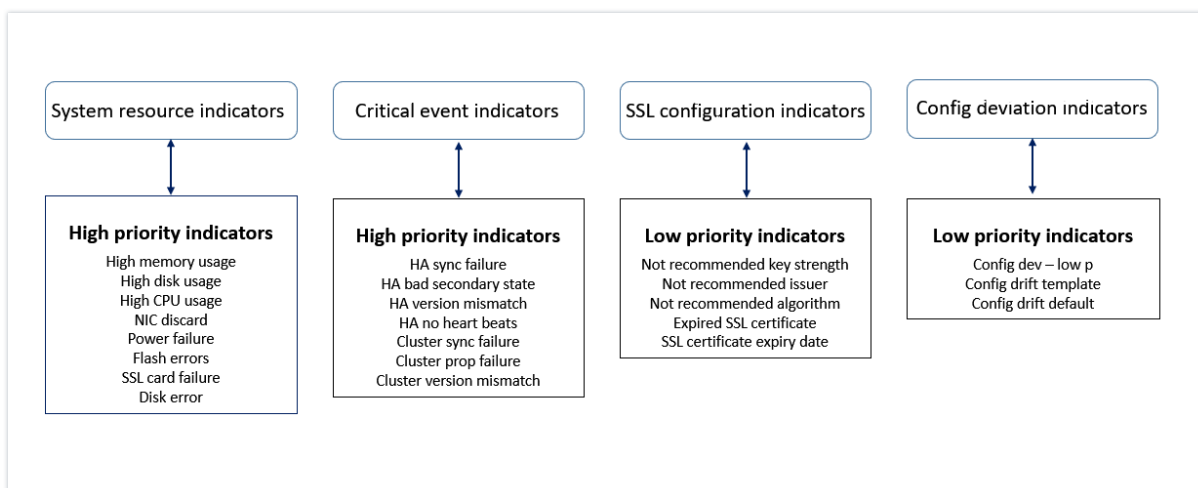 System resource indicators
Critical event indicators
SSL configuration indicators
Config deviation indicators
High priority indicators
High memory usage
High disk usage
High CPU usage
NIC discard
Power failure
Flash errors
SSL card failure
Disk error
High priority indicators
HA sync failure
HA bad secondary state
HA version mismatch
HA no heart beats
Cluster sync failure
Cluster prop failure
Cluster version mismatch
Low priority indicators
Not recommended key strength
Not recommended issuer
Not recommended algorithm
Expired SSL certificate
SSL certificate expiry date
Low priority indicators
Config dev – low p
Config drift template
Config drift default